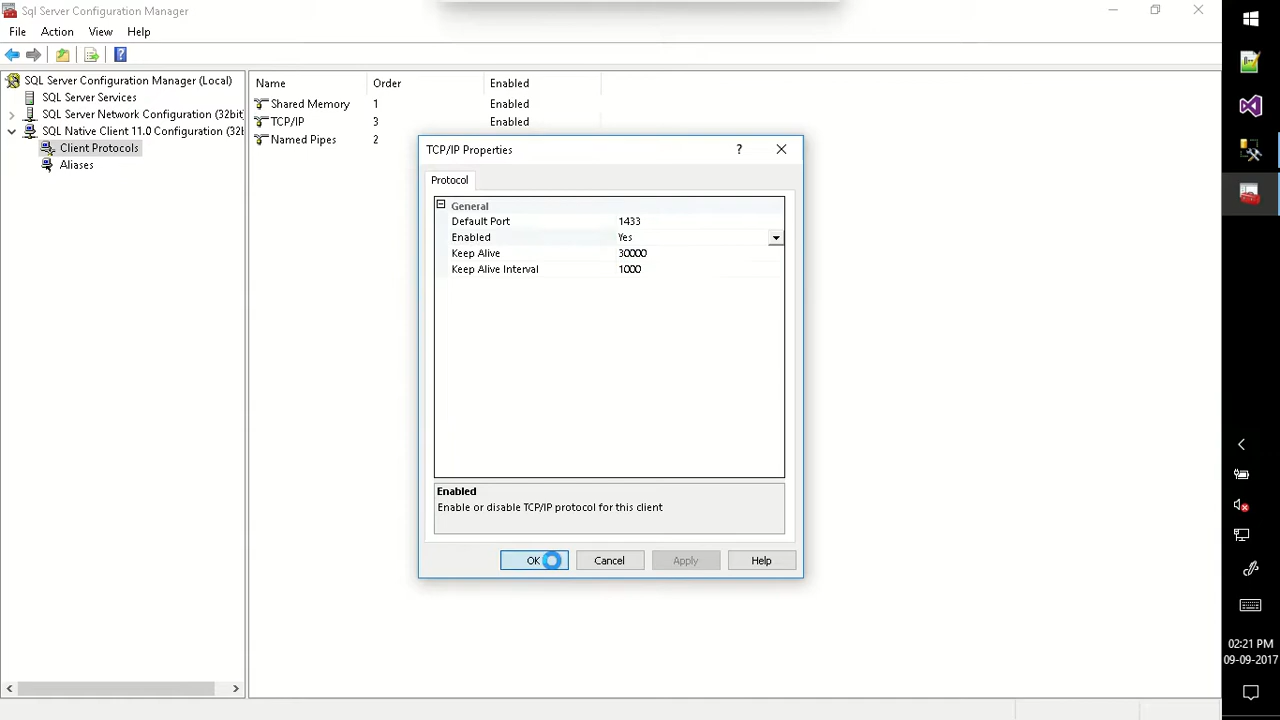 Sql Server Configuration Manager
File Action View Help
SQL Server Configuration Manager (Local)
SQL Server Services
SQL Server Network Configuration (32bit
SQL Native Client 11.0 Configuration (32b
Client Protocols
Aliases
Name Order Enabled
Shared Memory 1 Enabled
TCP/IP 3 Enabled
Named Pipes 2
TCP/IP Properties ?
Protocol
General
Default Port 1433
Enabled Yes
Keep Alive 30000
Keep Alive Interval 1000
Enabled
Enable or disable TCP/IP protocol for this client
OK Cancel Apply Help
02:21 PM
09-09-2017